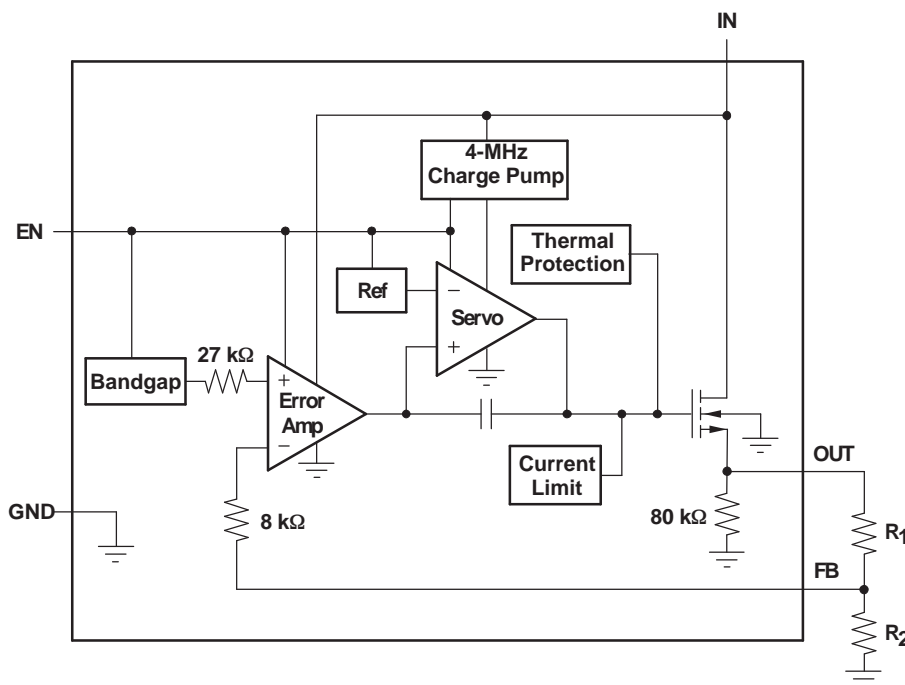 IN
4-MHz
Charge Pump
EN
Thermal
Protection
Ref
−
Servo
+
27 kΩ
Bandgap
+
Error
Amp
−
Current
Limit
OUT
GND
8 kΩ
80 kΩ
R1
FB
R2